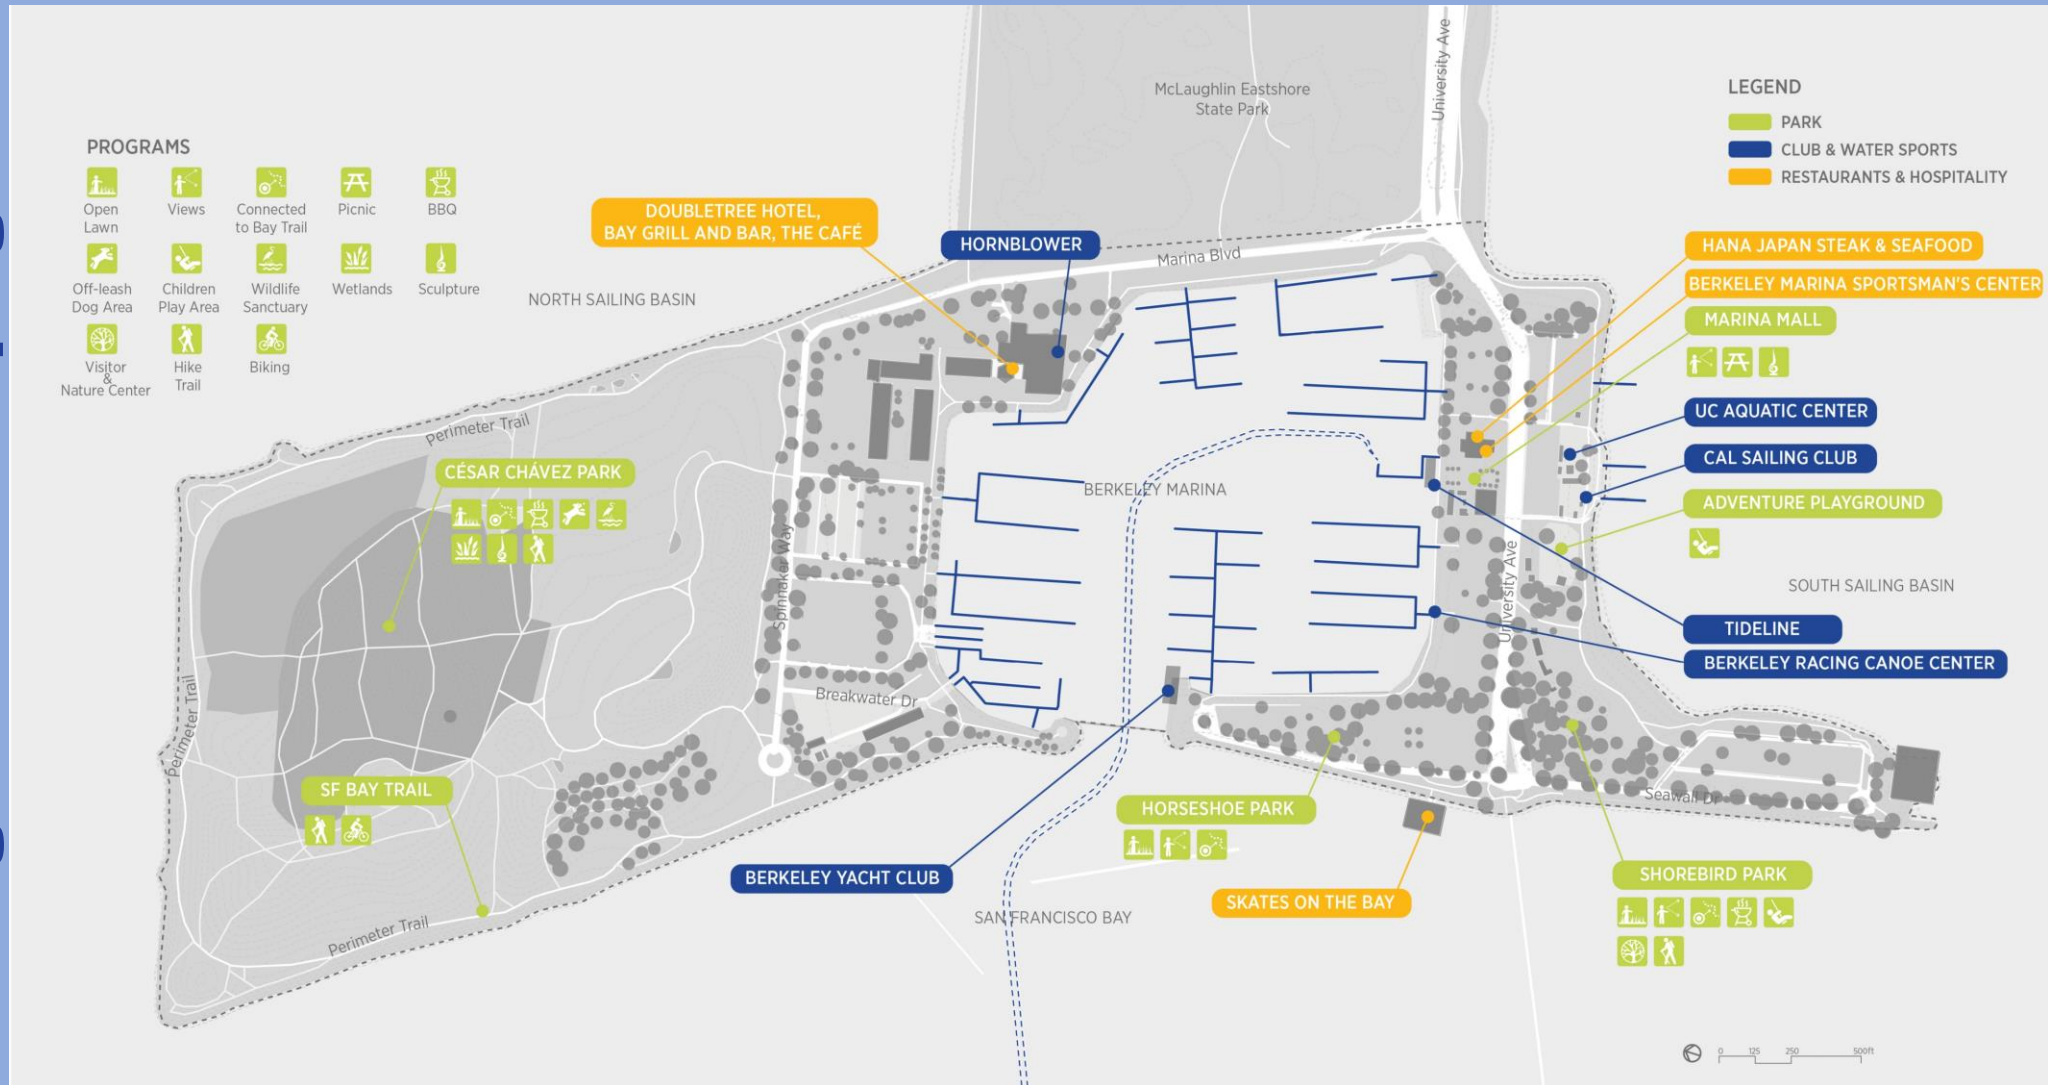 PROGRAMS
Open
Lawn
Views
Connected
to Bay Trail
Picnic
BBQ
Off-leash
Dog Area
Children
Play Area
Wildlife
Sanctuary
Wetlands
Sculpture
Visitor
&
Nature Center
Hike
Trail
Biking
LEGEND
PARK
CLUB & WATER SPORTS
RESTAURANTS & HOSPITALITY
McLaughlin Eastshore
State Park
University Ave
DOUBLETREE HOTEL,
BAY GRILL AND BAR, THE CAFÉ
HORNBLOWER
Marina Blvd
NORTH SAILING BASIN
HANA JAPAN STEAK & SEAFOOD
BERKELEY MARINA SPORTSMAN'S CENTER
MARINA MALL
UC AQUATIC CENTER
CAL SAILING CLUB
ADVENTURE PLAYGROUND
SOUTH SAILING BASIN
TIDELINE
BERKELEY RACING CANOE CENTER
Perimeter Trail
CÉSAR CHÁVEZ PARK
BERKELEY MARINA
Spinnaker Way
University Ave
Breakwater Dr
Perimeter Trail
SF BAY TRAIL
HORSESHOE PARK
Seawall Dr
BERKELEY YACHT CLUB
SHOREBIRD PARK
SKATES ON THE BAY
SAN FRANCISCO BAY
Perimeter Trail
0 125 250 500ft